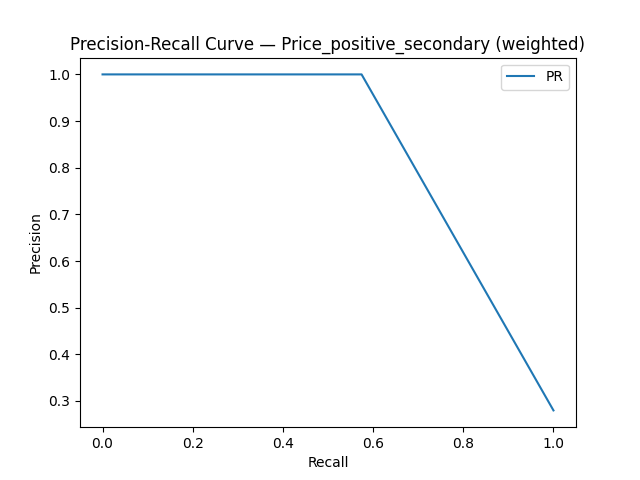 Precision-Recall Curve — Price_positive_secondary (weighted)
PR
1.0
0.9
0.8
0.7
0.6
0.5
0.4
0.3
Precision
0.0 0.2 0.4 0.6 0.8 1.0
Recall